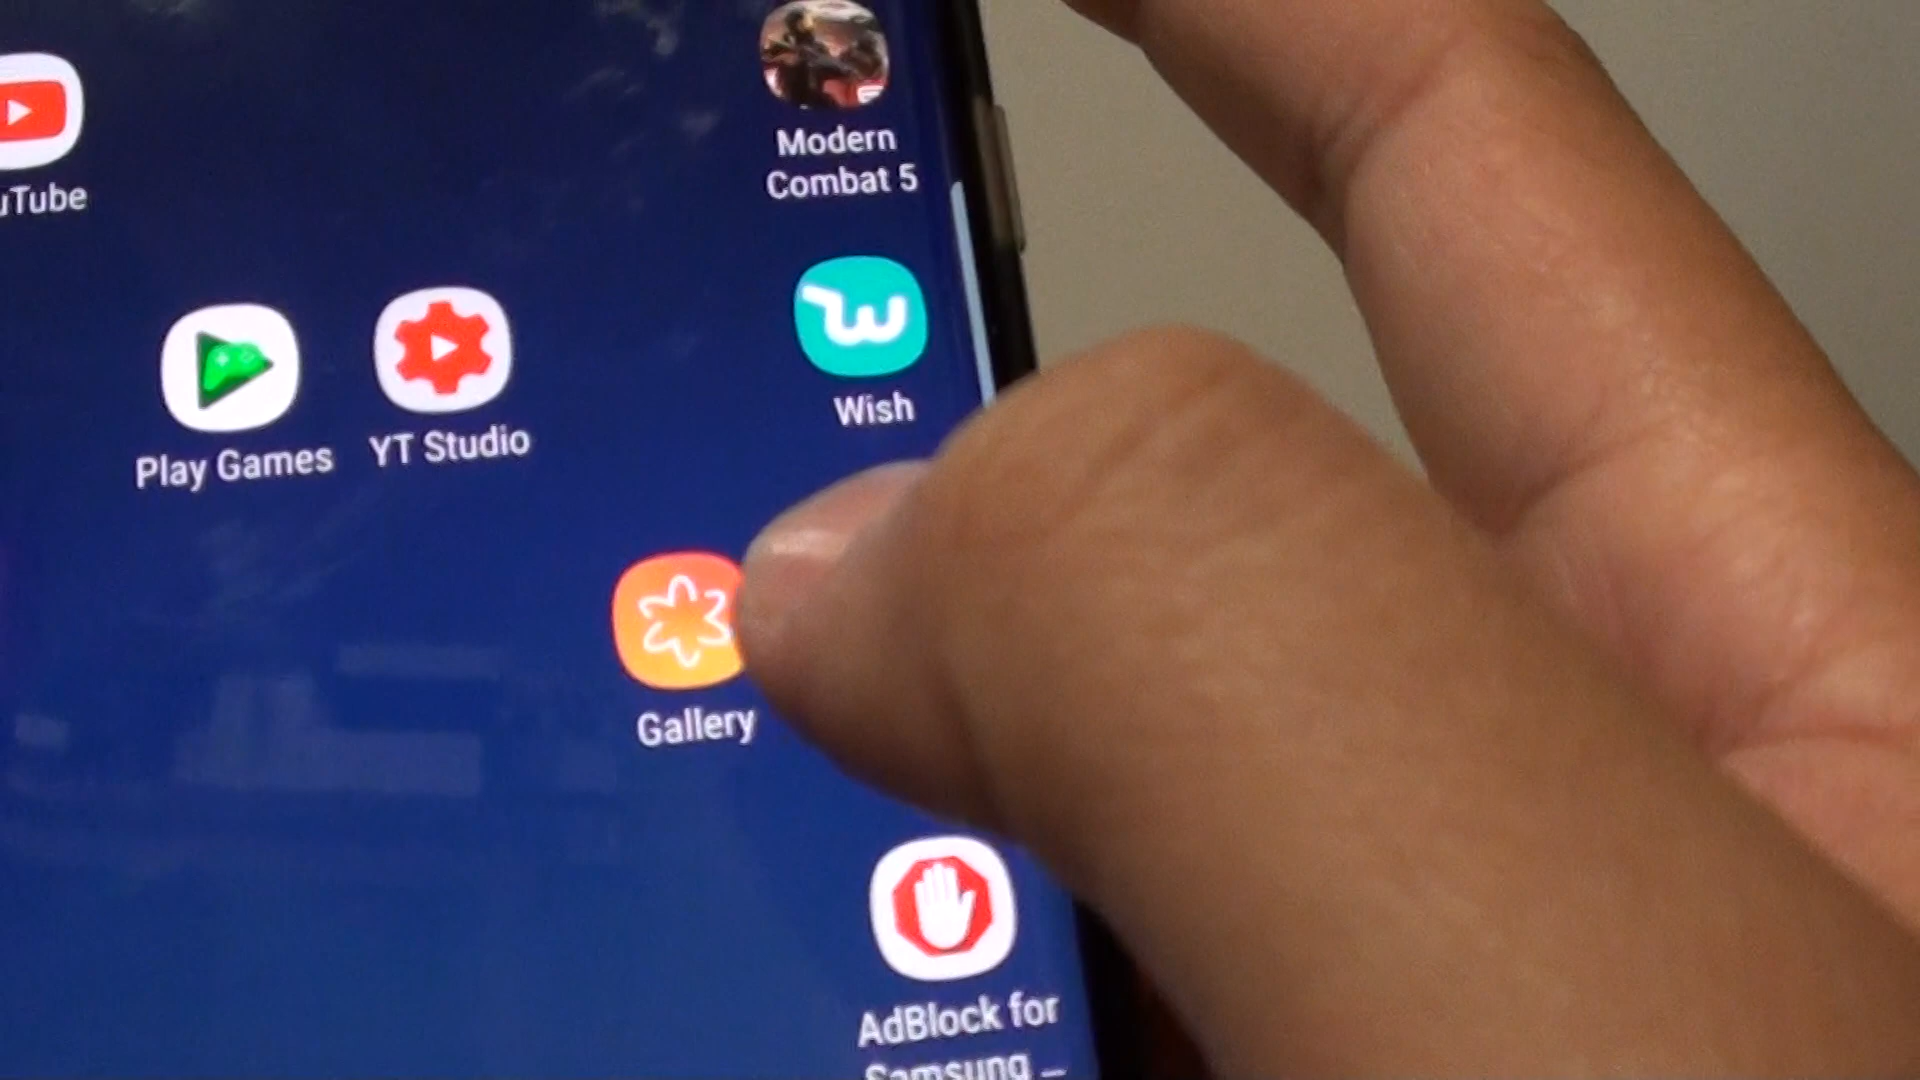 Modern
Combat 5
uTube
Wish
Play Games
YT Studio
Gallery
AdBlock for
Samsung ...